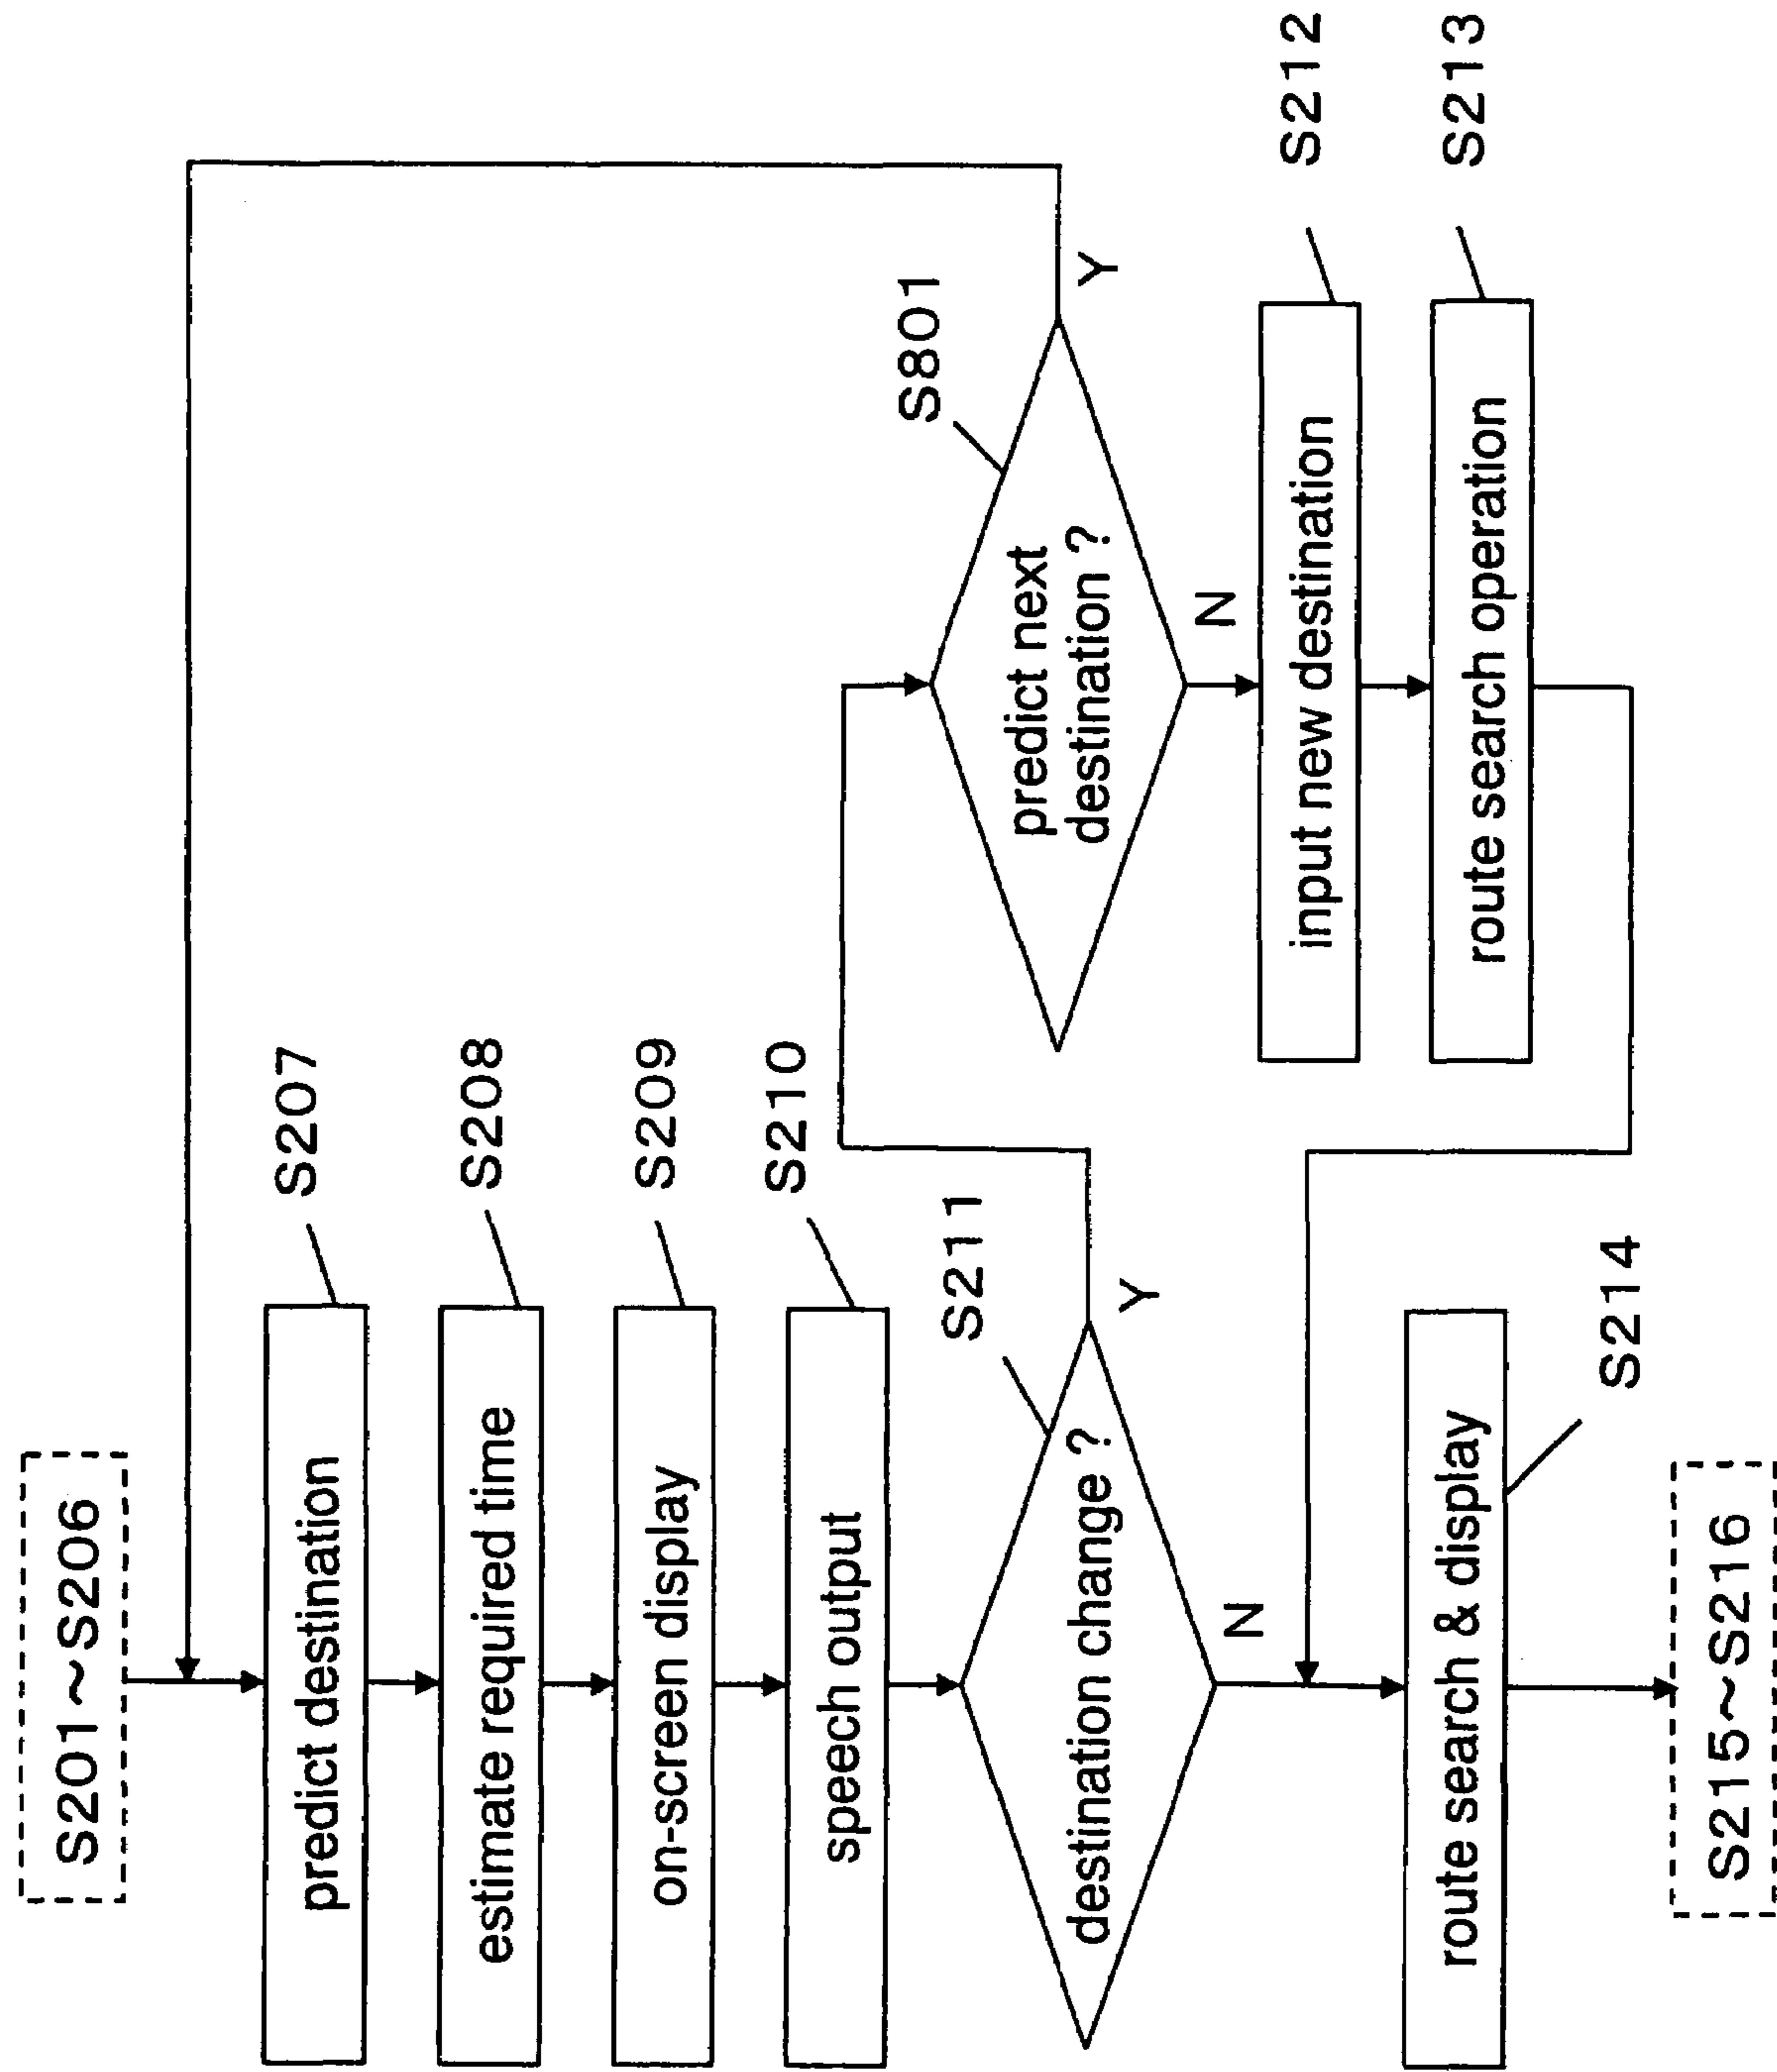 S201~S206
predict destination
S207
estimate required time
S208
on-screen display
S209
speech output
S210
destination change ?
S211
Y
N
predict next
destination ?
S801
Y
N
input new destination
S212
route search operation
S213
route search & display
S214
S215~S216